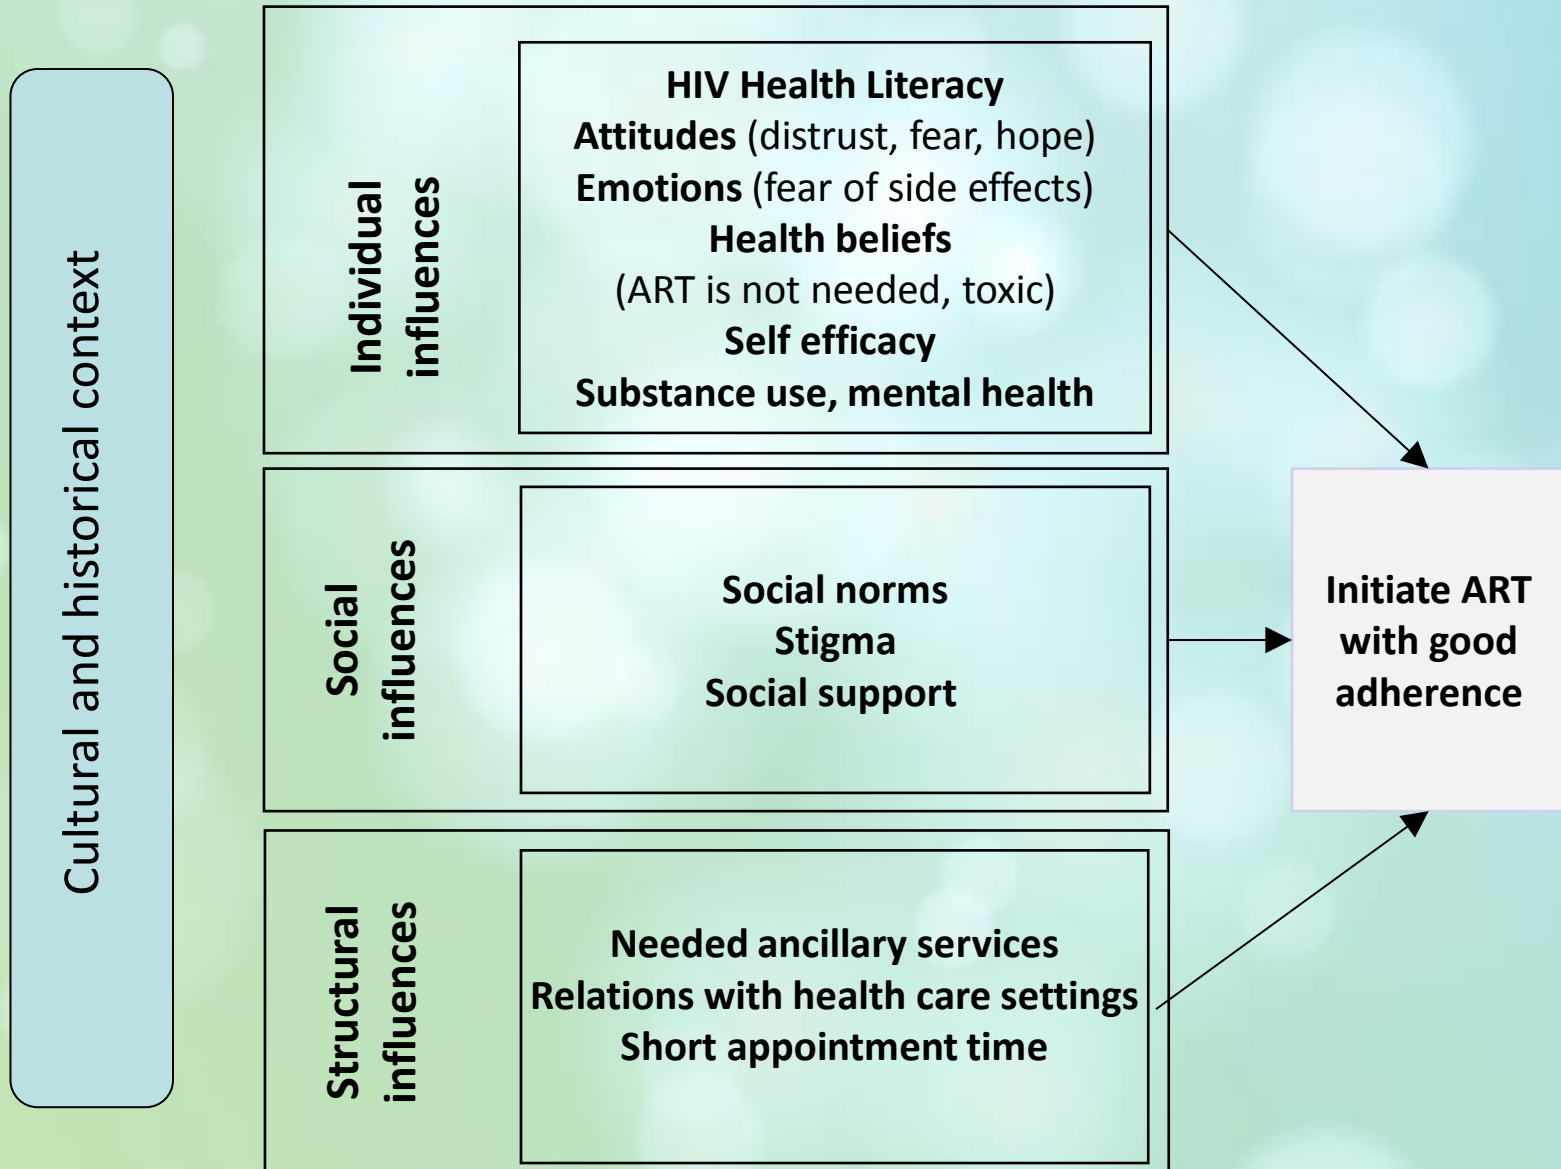 Cultural and historical context
Individual
influences
HIV Health Literacy
Attitudes (distrust, fear, hope)
Emotions (fear of side effects)
Health beliefs
(ART is not needed, toxic)
Self efficacy
Substance use, mental health
Social
influences
Social norms
Stigma
Social support
Structural
influences
Needed ancillary services
Relations with health care settings
Short appointment time
Initiate ART
with good
adherence